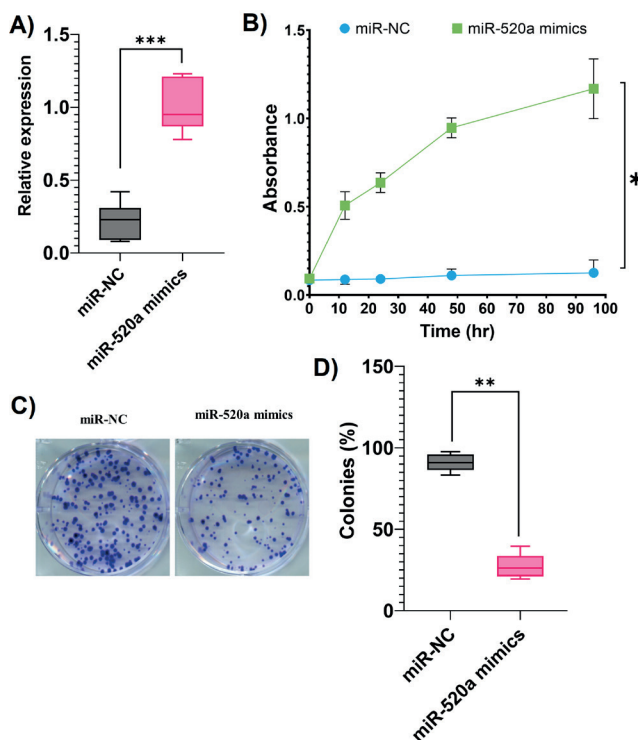 A)
Relative expression
1.5
1.0
0.5
0.0
***
miR-NC
miR-520a mimics
B)
miR-NC
miR-520a mimics
Absorbance
1.5
1.0
0.5
0.0
0 10 20 30 40 50 60 70 80 90 100
Time (hr)
*
C)
miR-NC
miR-520a mimics
D)
Colonies (%)
150
100
50
0
**
miR-NC
miR-520a mimics